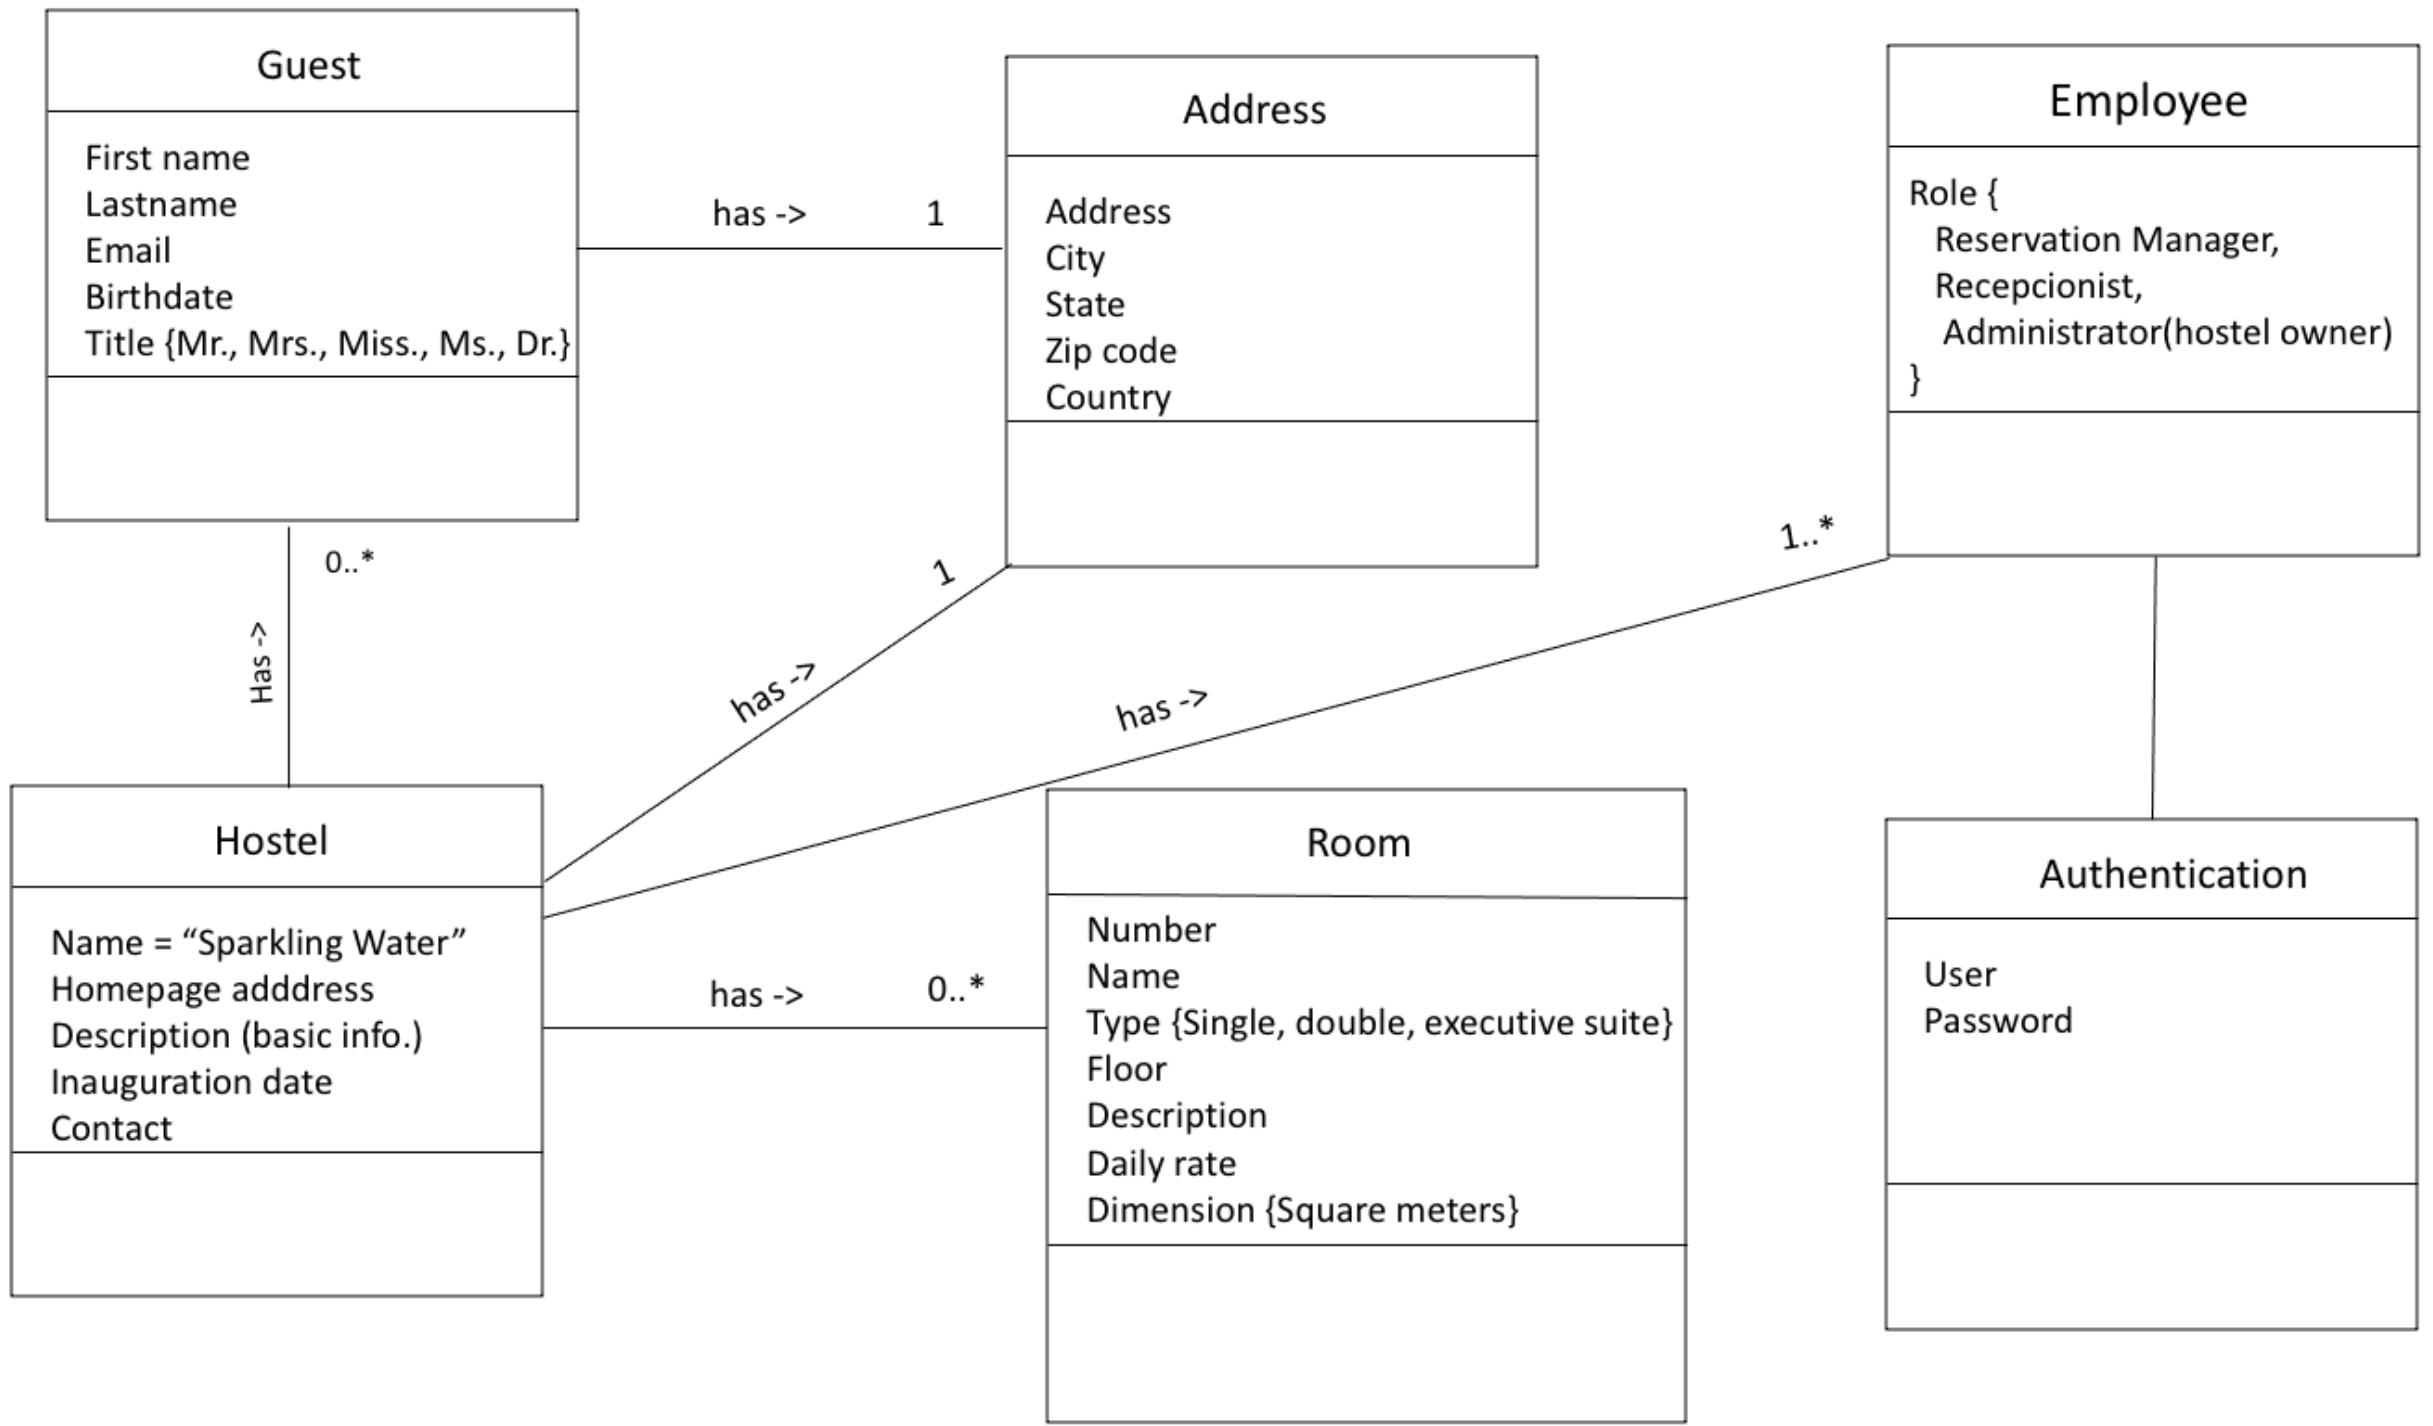 Guest
First name
Lastname
Email
Birthdate
Title {Mr., Mrs., Miss., Ms., Dr.}
has ->
1
Address
Address
City
State
Zip code
Country
Employee
Role {
Reservation Manager,
Recepcionist,
Administrator(hostel owner)
}
0..*
Has ->
1
has ->
1..*
has ->
Hostel
Name = “Sparkling Water”
Homepage adddress
Description (basic info.)
Inauguration date
Contact
has ->
0..*
Room
Number
Name
Type {Single, double, executive suite}
Floor
Description
Daily rate
Dimension {Square meters}
Authentication
User
Password